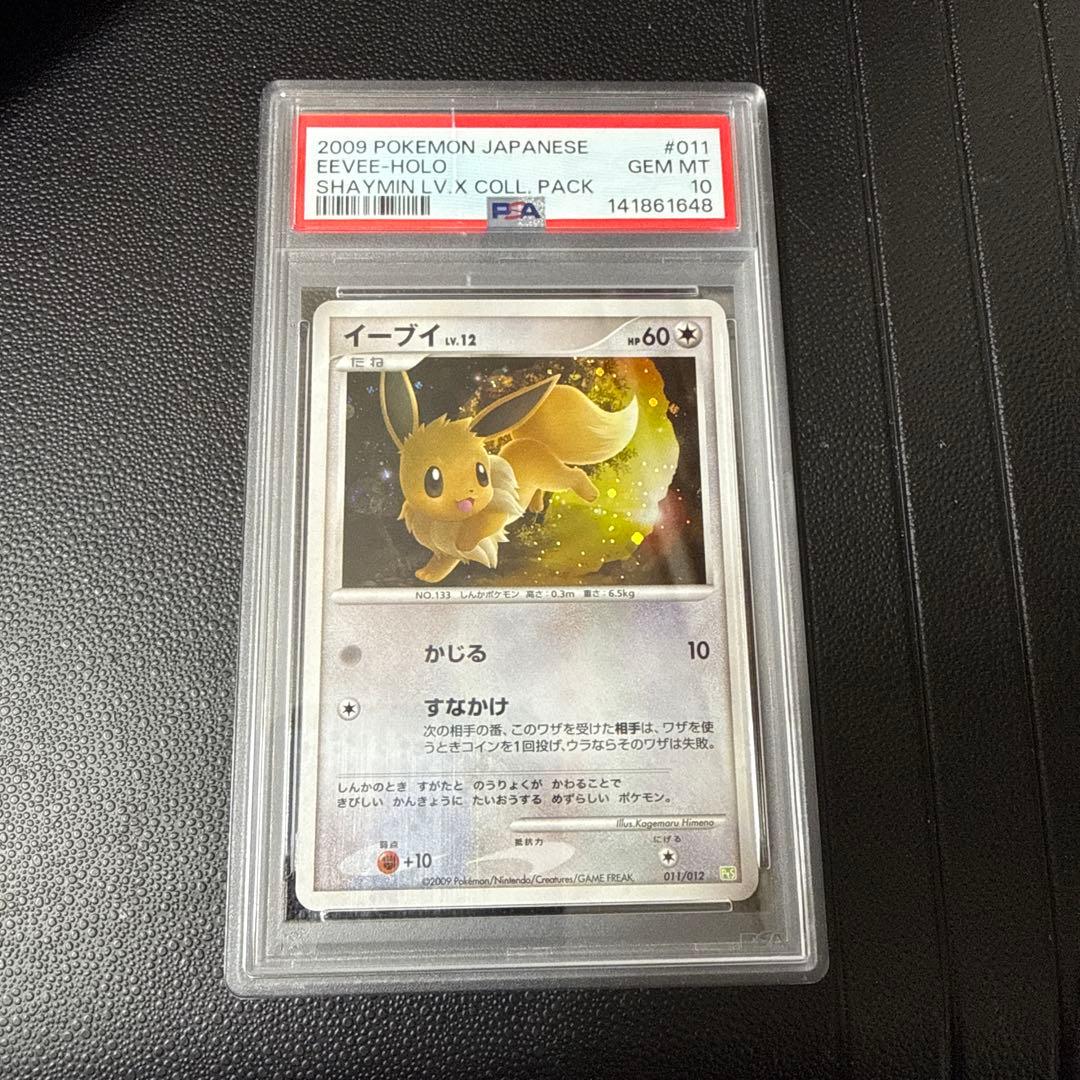 2009 POKEMON JAPANESE #011
EEVEE-HOLO GEM MT
SHAYMIN LV.X COLL. PACK 10
PSA 141861648
イーブイ LV.12 HP60
たね
NO.133 しんかポケモン 高さ:0.3m 重さ:6.5kg
かじる 10
すなかけ
次の相手の番、このワザを受けた相手は、ワザを使
うときコインを1回投げ、ウラならそのワザは失敗。
しんかのとき すがたと のうりょくが かわることで
きびしい かんきょうに たいおうする めずらしい ポケモン。
Illus.Kagemaru Himeno
弱点 抵抗力 にげる
+10
©2009 Pokémon/Nintendo/Creatures/GAME FREAK 011/012 PtS
PSA